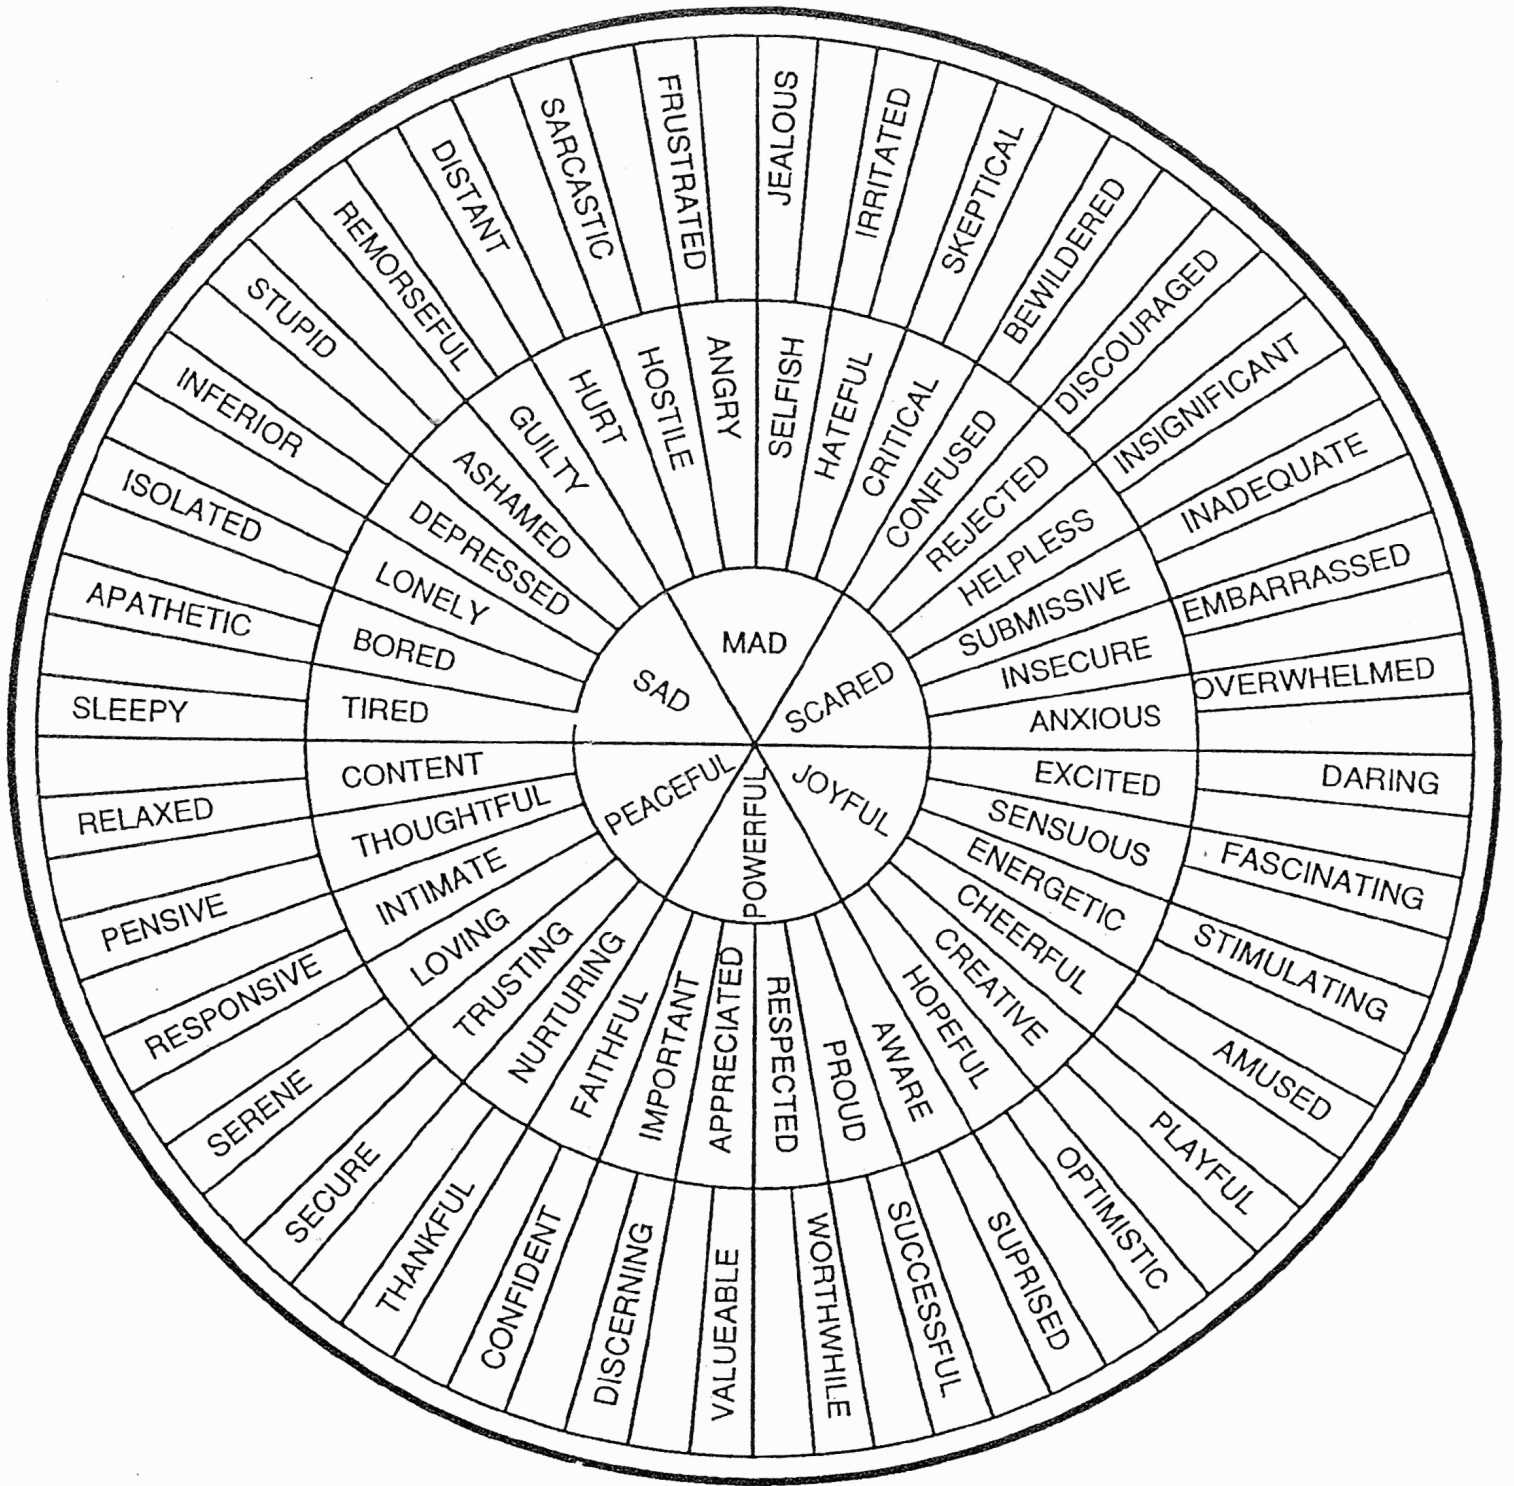 MAD
SCARED
JOYFUL
POWERFUL
PEACEFUL
SAD
ANGRY
SELFISH
HATEFUL
CRITICAL
CONFUSED
REJECTED
HELPLESS
SUBMISSIVE
INSECURE
ANXIOUS
EXCITED
SENSUOUS
ENERGETIC
CHEERFUL
CREATIVE
HOPEFUL
AWARE
PROUD
RESPECTED
APPRECIATED
IMPORTANT
FAITHFUL
NURTURING
TRUSTING
LOVING
INTIMATE
THOUGHTFUL
CONTENT
TIRED
BORED
LONELY
DEPRESSED
ASHAMED
GUILTY
HURT
HOSTILE
FRUSTRATED
JEALOUS
IRRITATED
SKEPTICAL
BEWILDERED
DISCOURAGED
INSIGNIFICANT
INADEQUATE
EMBARRASSED
OVERWHELMED
DARING
FASCINATING
STIMULATING
AMUSED
PLAYFUL
OPTIMISTIC
SUPRISED
SUCCESSFUL
WORTHWHILE
VALUEABLE
DISCERNING
CONFIDENT
THANKFUL
SECURE
SERENE
RESPONSIVE
PENSIVE
RELAXED
SLEEPY
APATHETIC
ISOLATED
INFERIOR
STUPID
REMORSEFUL
DISTANT
SARCASTIC